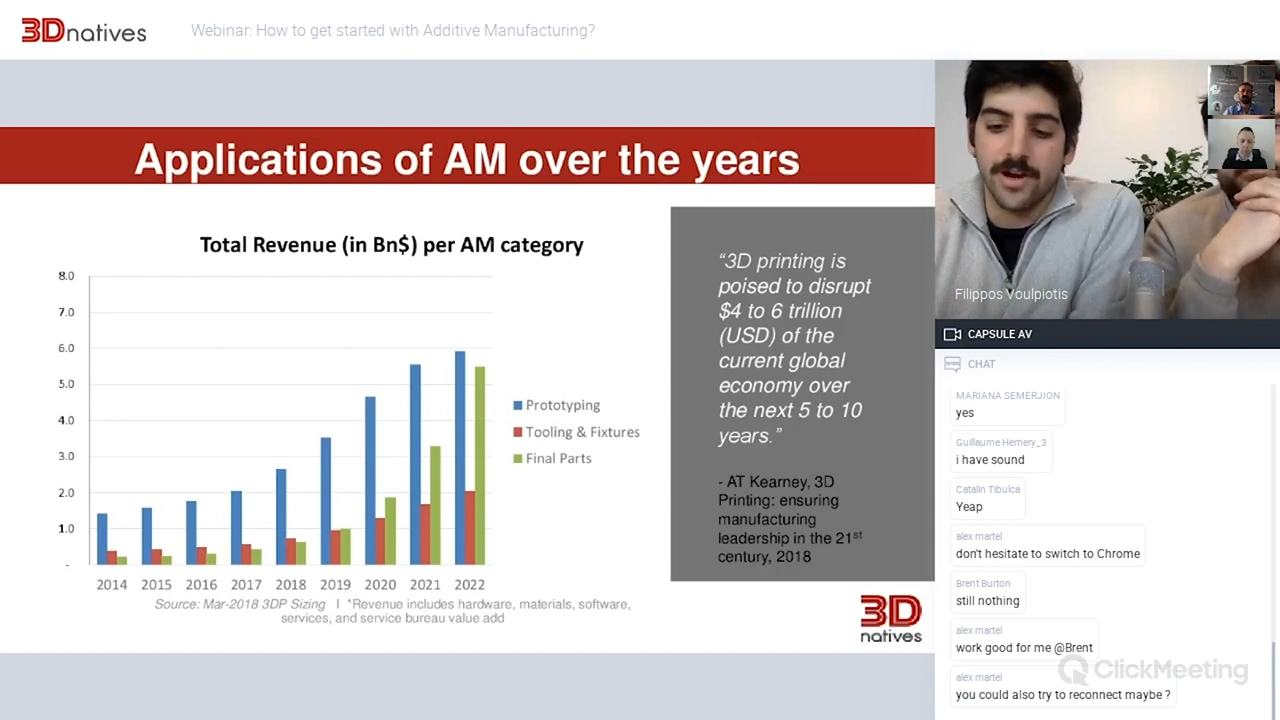 3Dnatives
Webinar: How to get started with Additive Manufacturing?
Applications of AM over the years
Total Revenue (in Bn$) per AM category
8.0
7.0
6.0
5.0
4.0
3.0
2.0
1.0
-
2014 2015 2016 2017 2018 2019 2020 2021 2022
Prototyping
Tooling & Fixtures
Final Parts
Source: Mar-2018 3DP Sizing I *Revenue includes hardware, materials, software,
services, and service bureau value add
“3D printing is
poised to disrupt
$4 to 6 trillion
(USD) of the
current global
economy over
the next 5 to 10
years.”
- AT Kearney, 3D
Printing: ensuring
manufacturing
leadership in the 21st
century, 2018
3D
natives
Filippos Voulpiotis
CAPSULE AV
CHAT
MARIANA SEMERJION
yes
Guillaume Hemery_3
i have sound
Catalin Tibulca
Yeap
alex martel
don't hesitate to switch to Chrome
Brent Burton
still nothing
alex martel
work good for me @Brent
ClickMeeting
alex martel
you could also try to reconnect maybe ?